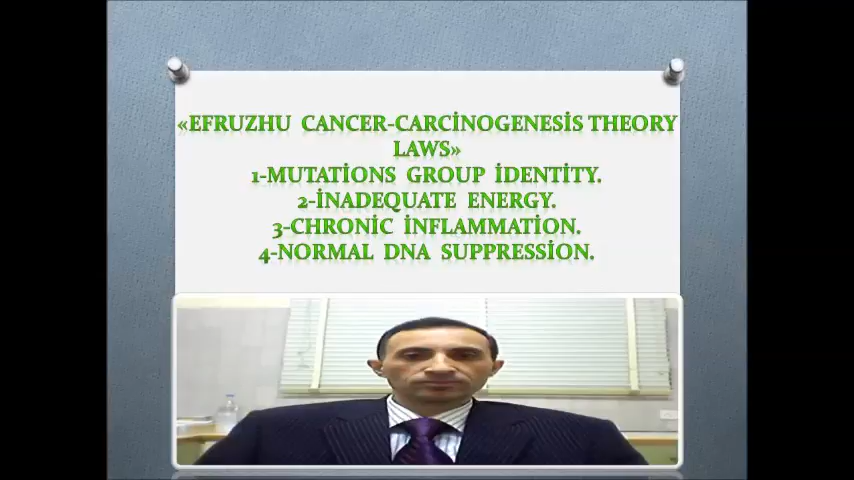 «EFRUZHU CANCER-CARCİNOGENESİS THEORY
LAWS»
1-MUTATİONS GROUP İDENTİTY.
2-İNADEQUATE ENERGY.
3-CHRONİC İNFLAMMATİON.
4-NORMAL DNA SUPPRESSİON.